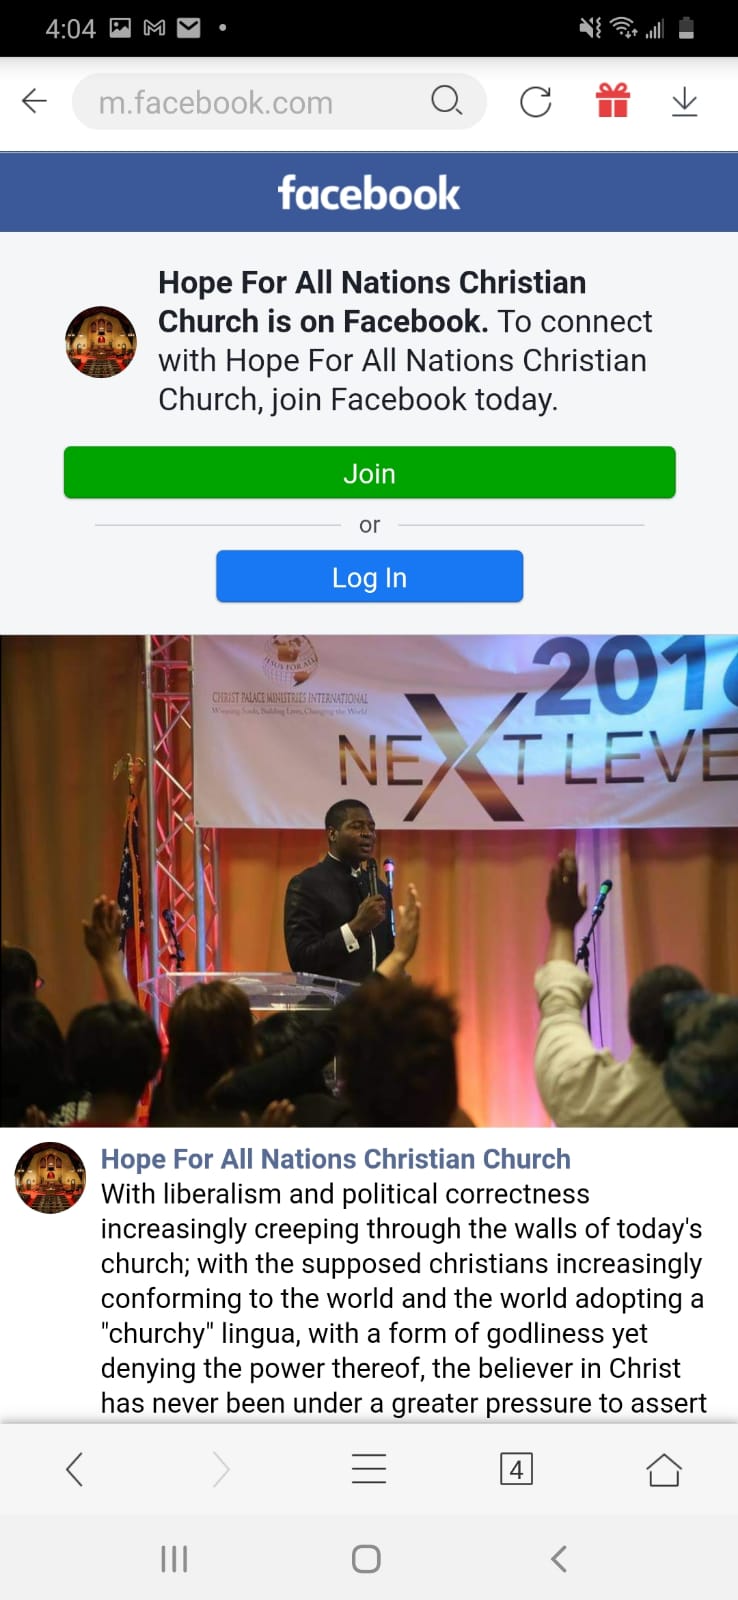 4:04
m.facebook.com
facebook
Hope For All Nations Christian
Church is on Facebook. To connect
with Hope For All Nations Christian
Church, join Facebook today.
Join
or
Log In
JESUS FOR ALL
CHRIST PALACE MINISTRIES INTERNATIONAL
Winning Souls, Building Lives, Changing the World
2016
NEXT LEVE
Hope For All Nations Christian Church
With liberalism and political correctness
increasingly creeping through the walls of today's
church; with the supposed christians increasingly
conforming to the world and the world adopting a
"churchy" lingua, with a form of godliness yet
denying the power thereof, the believer in Christ
has never been under a greater pressure to assert
4